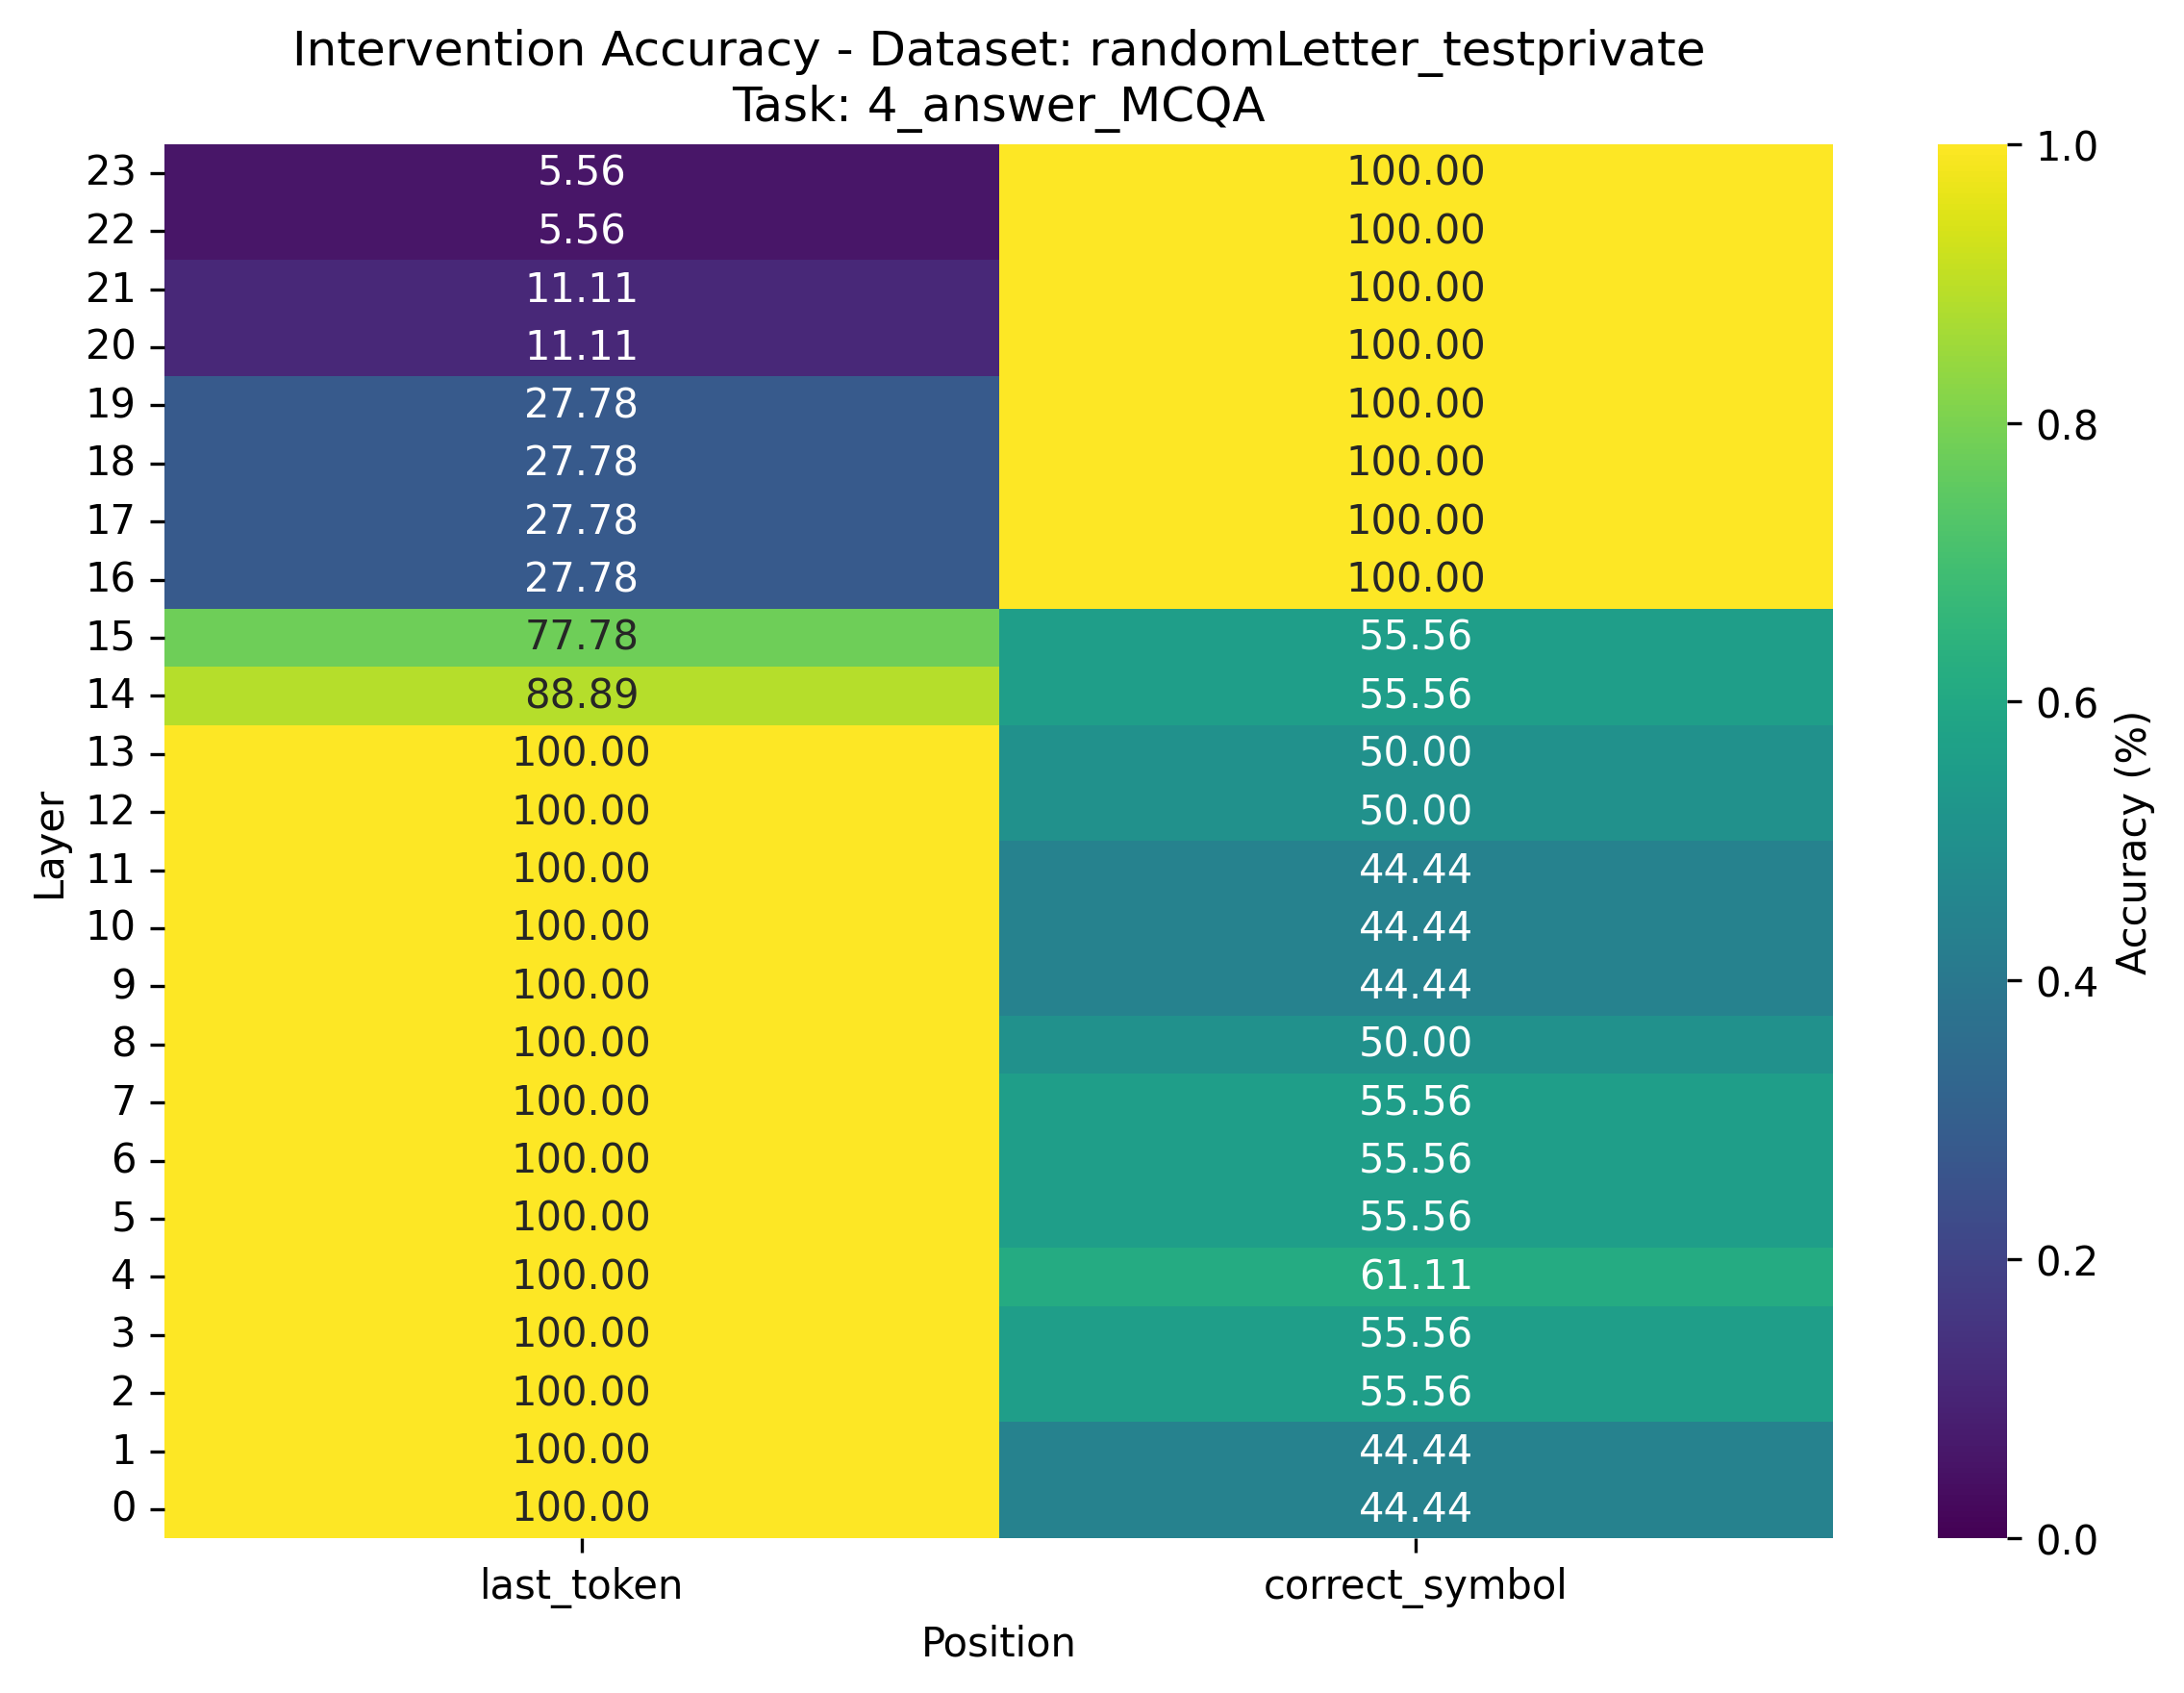 Intervention Accuracy - Dataset: randomLetter_testprivate
Task: 4_answer_MCQA
23 5.56 100.00
22 5.56 100.00
21 11.11 100.00
20 11.11 100.00
19 27.78 100.00
18 27.78 100.00
17 27.78 100.00
16 27.78 100.00
15 77.78 55.56
14 88.89 55.56
13 100.00 50.00
12 100.00 50.00
11 100.00 44.44
10 100.00 44.44
9 100.00 44.44
8 100.00 50.00
7 100.00 55.56
6 100.00 55.56
5 100.00 55.56
4 100.00 61.11
3 100.00 55.56
2 100.00 55.56
1 100.00 44.44
0 100.00 44.44
Layer
last_token correct_symbol
Position
1.0
0.8
0.6
0.4
0.2
0.0
Accuracy (%)